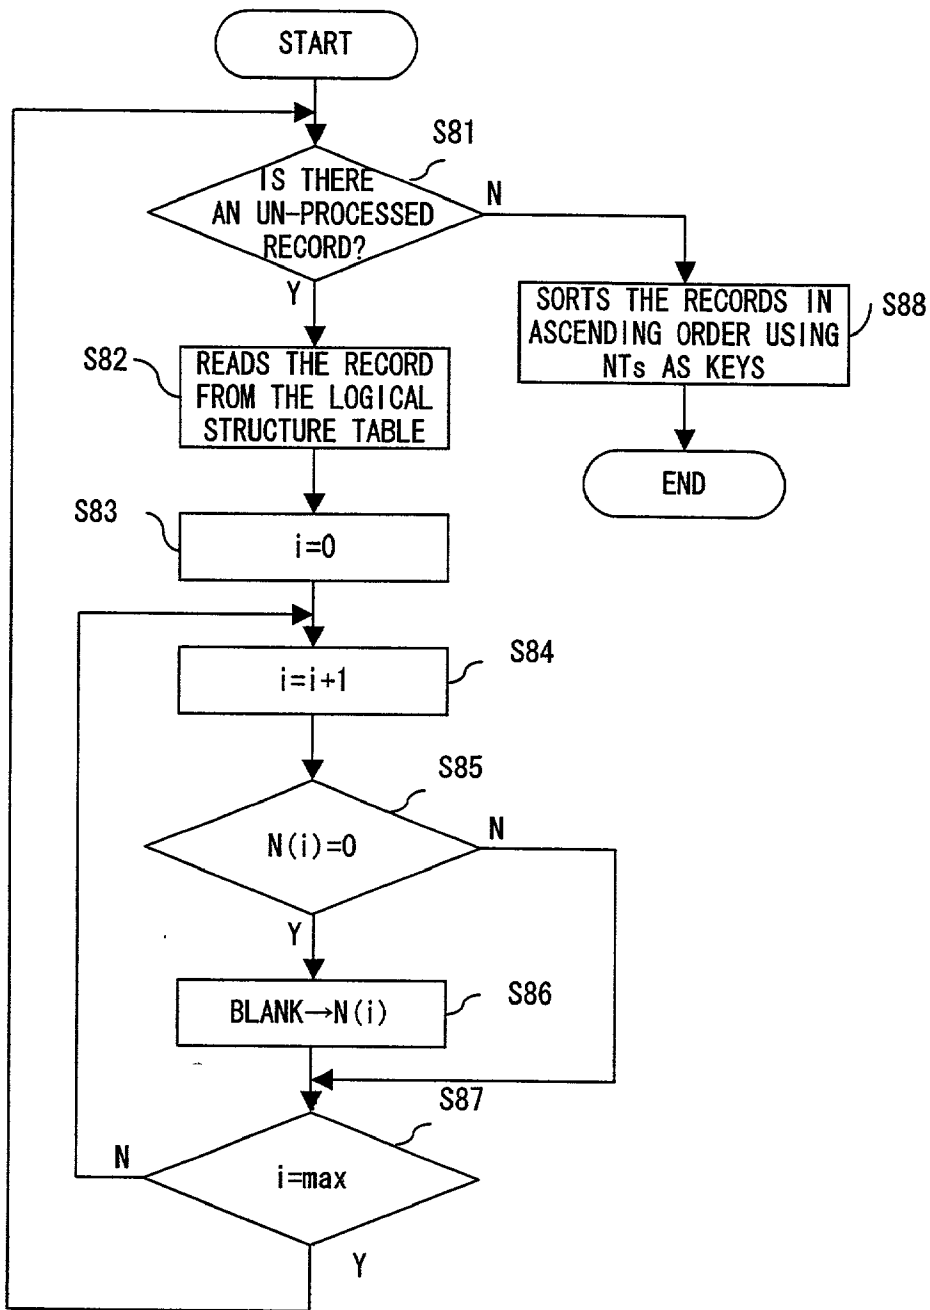 START
S81
IS THERE
AN UN-PROCESSED
RECORD?
N
Y
SORTS THE RECORDS IN
ASCENDING ORDER USING
NTs AS KEYS
S88
S82
READS THE RECORD
FROM THE LOGICAL
STRUCTURE TABLE
END
S83
i=0
S84
i=i+1
S85
N(i)=0
N
Y
S86
BLANK→N(i)
S87
N
i=max
Y